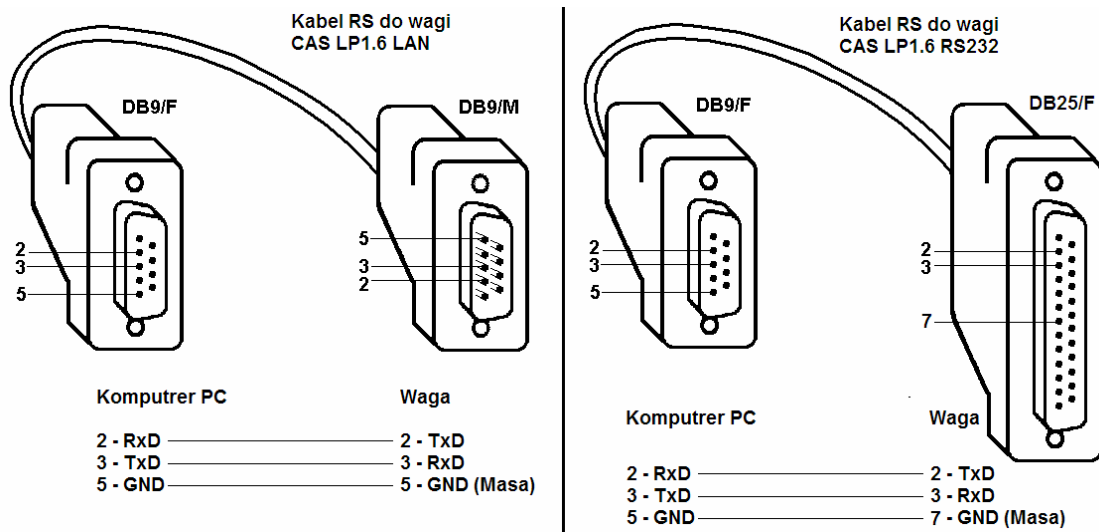 Kabel RS do wagi
CAS LP1.6 LAN
DB9/F
DB9/M
2
3
5
5
3
2
Komputrer PC Waga
2 - RxD 2 - TxD
3 - TxD 3 - RxD
5 - GND 5 - GND (Masa)
Kabel RS do wagi
CAS LP1.6 RS232
DB9/F
DB25/F
2
3
5
2
3
7
Komputrer PC Waga
2 - RxD 2 - TxD
3 - TxD 3 - RxD
5 - GND 7 - GND (Masa)